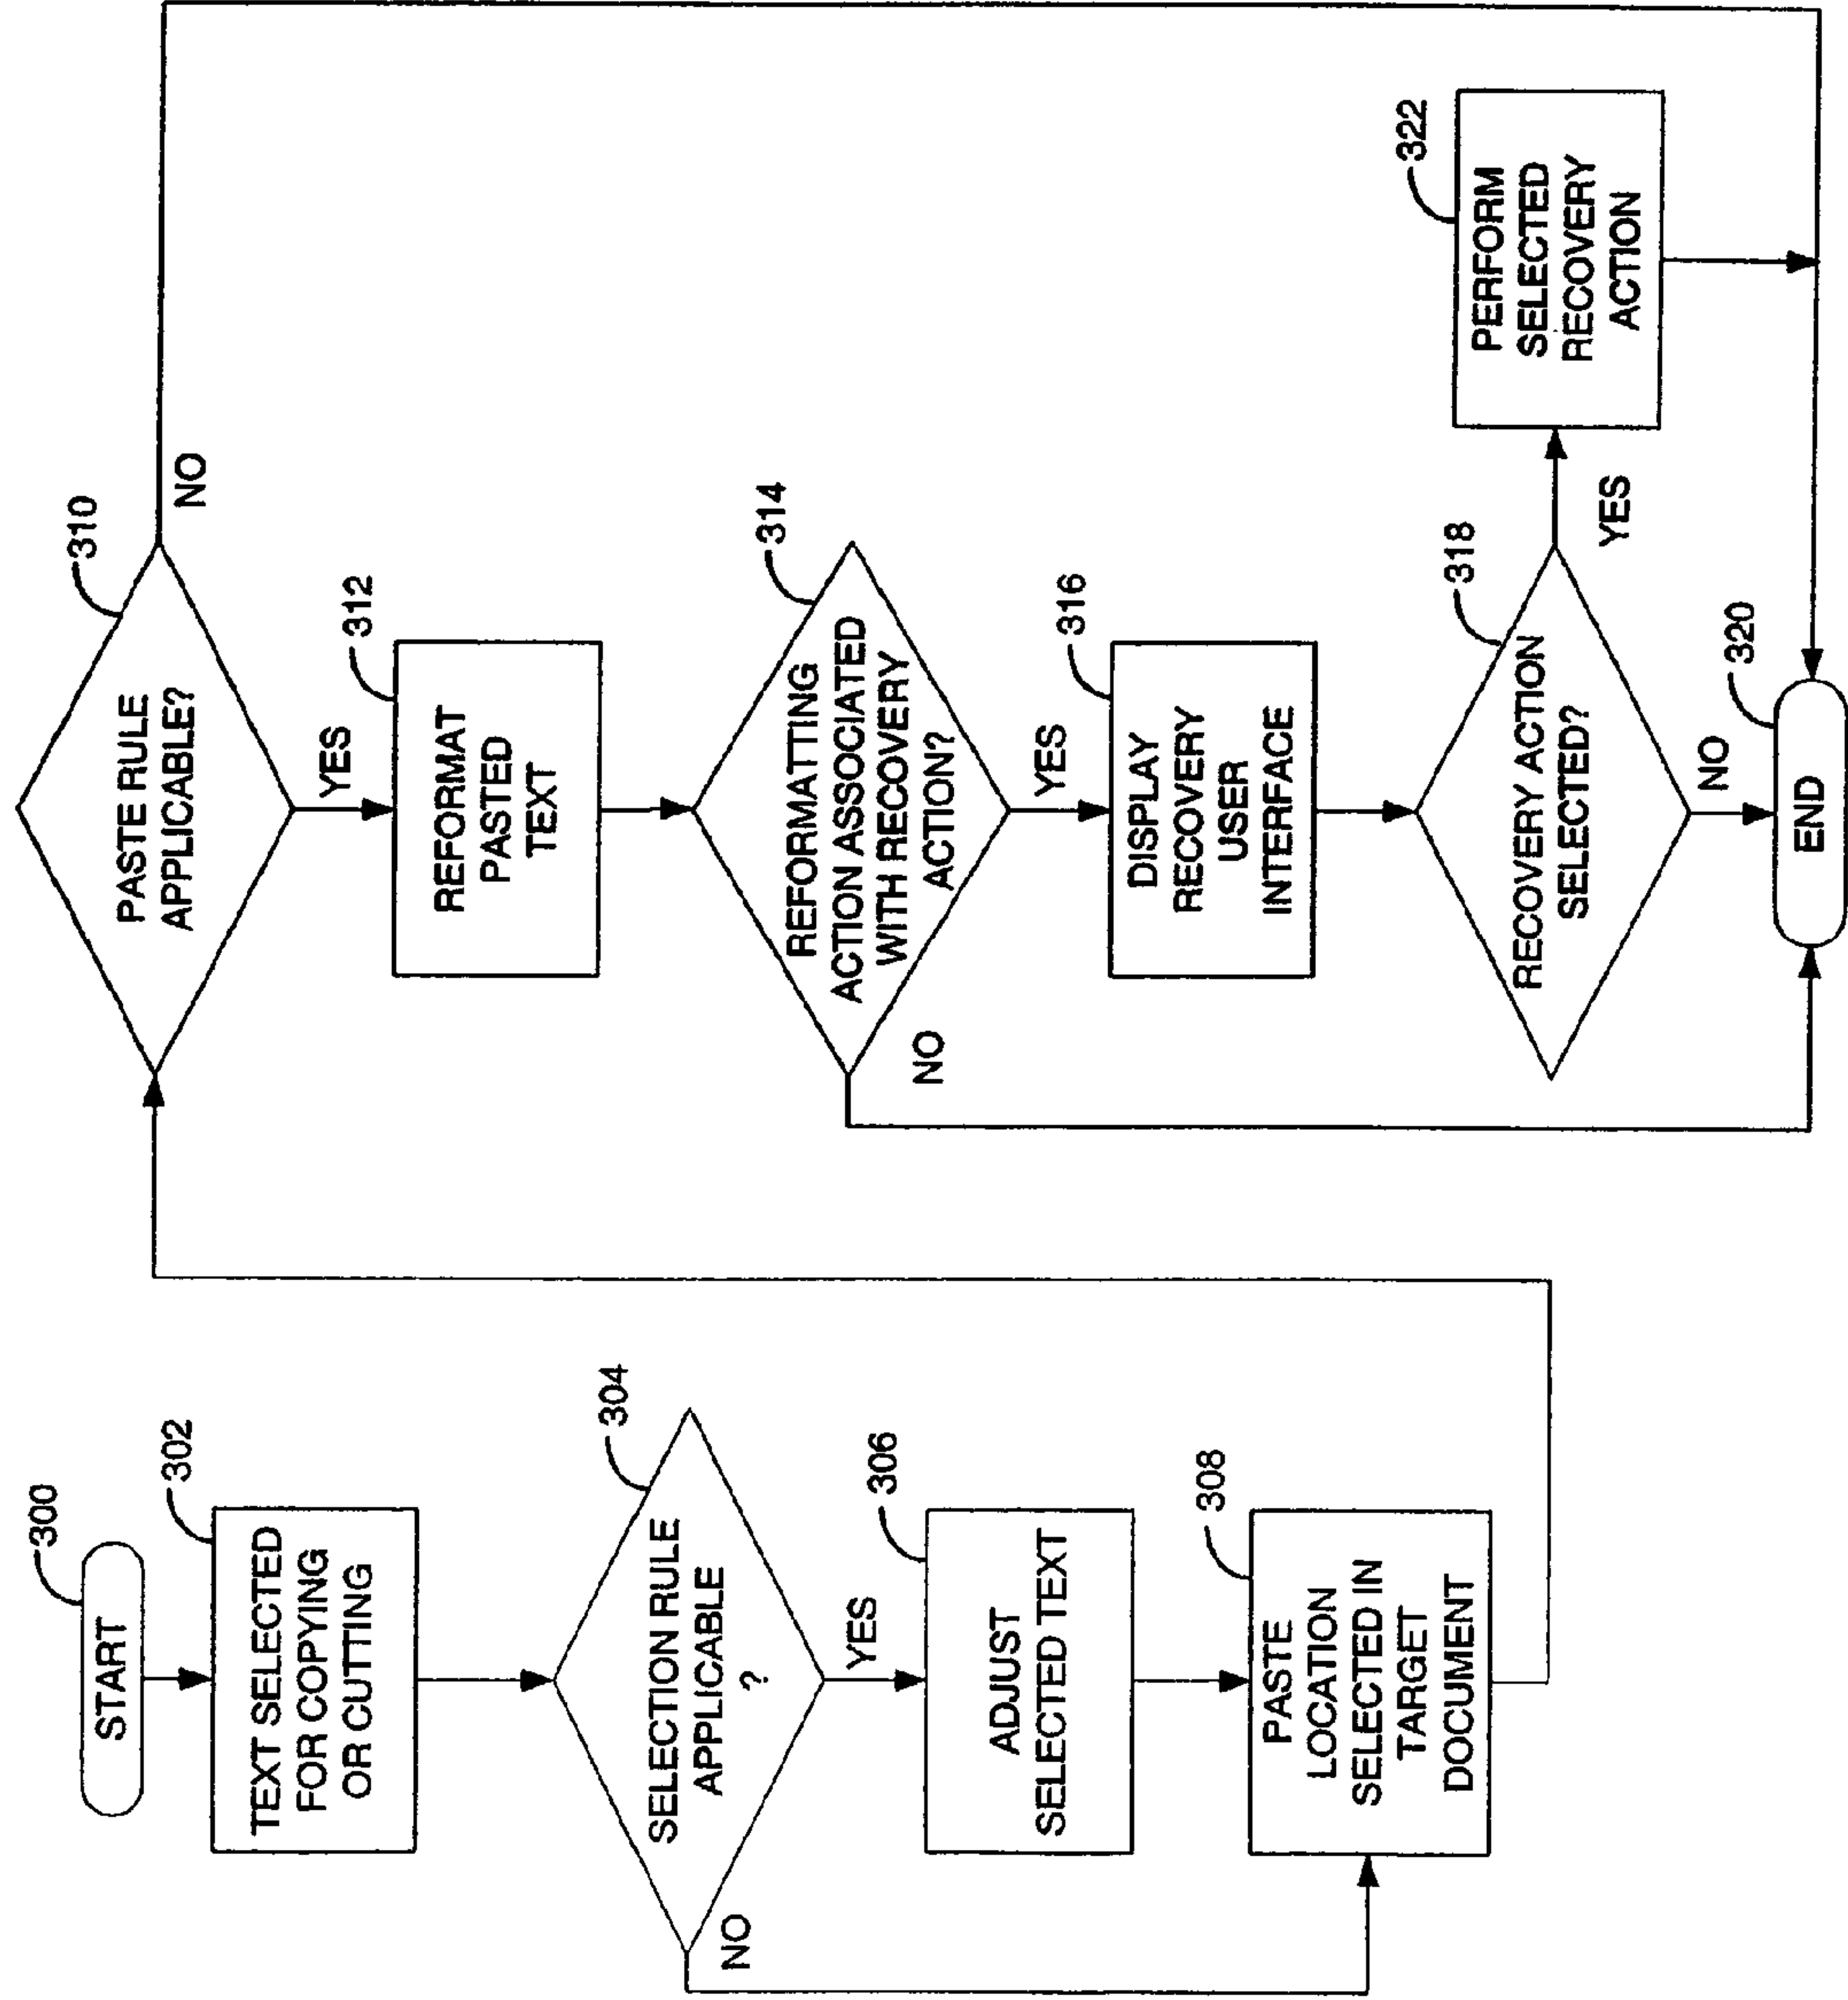 300
START
302
TEXT SELECTED
FOR COPYING
OR CUTTING
304
SELECTION RULE
APPLICABLE
?
YES
NO
306
ADJUST
SELECTED TEXT
308
PASTE
LOCATION
SELECTED IN
TARGET
DOCUMENT
310
PASTE RULE
APPLICABLE?
NO
YES
312
REFORMAT
PASTED
TEXT
314
REFORMATTING
ACTION ASSOCIATED
WITH RECOVERY
ACTION?
NO
YES
316
DISPLAY
RECOVERY
USER
INTERFACE
318
RECOVERY ACTION
SELECTED?
YES
NO
322
PERFORM
SELECTED
RECOVERY
ACTION
320
END